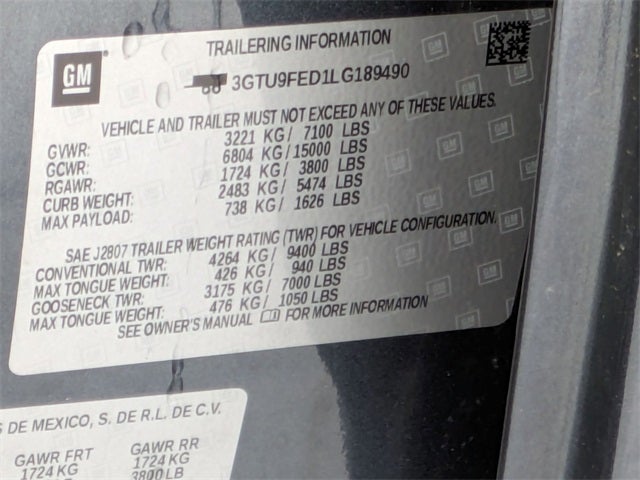 GM
TRAILERING INFORMATION
3GTU9FED1LG189490
VEHICLE AND TRAILER MUST NOT EXCEED ANY OF THESE VALUES.
GVWR: 3221 KG / 7100 LBS
GCWR: 6804 KG / 15000 LBS
RGAWR: 1724 KG / 3800 LBS
CURB WEIGHT: 2483 KG / 5474 LBS
MAX PAYLOAD: 738 KG / 1626 LBS
SAE J2807 TRAILER WEIGHT RATING (TWR) FOR VEHICLE CONFIGURATION.
CONVENTIONAL TWR: 4264 KG / 9400 LBS
MAX TONGUE WEIGHT: 426 KG / 940 LBS
GOOSENECK TWR: 3175 KG / 7000 LBS
MAX TONGUE WEIGHT: 476 KG / 1050 LBS
SEE OWNER'S MANUAL FOR MORE INFORMATION
S DE MEXICO, S. DE R.L. DE C.V.
GAWR FRT GAWR RR
1724 KG 1724 KG
3800 LB